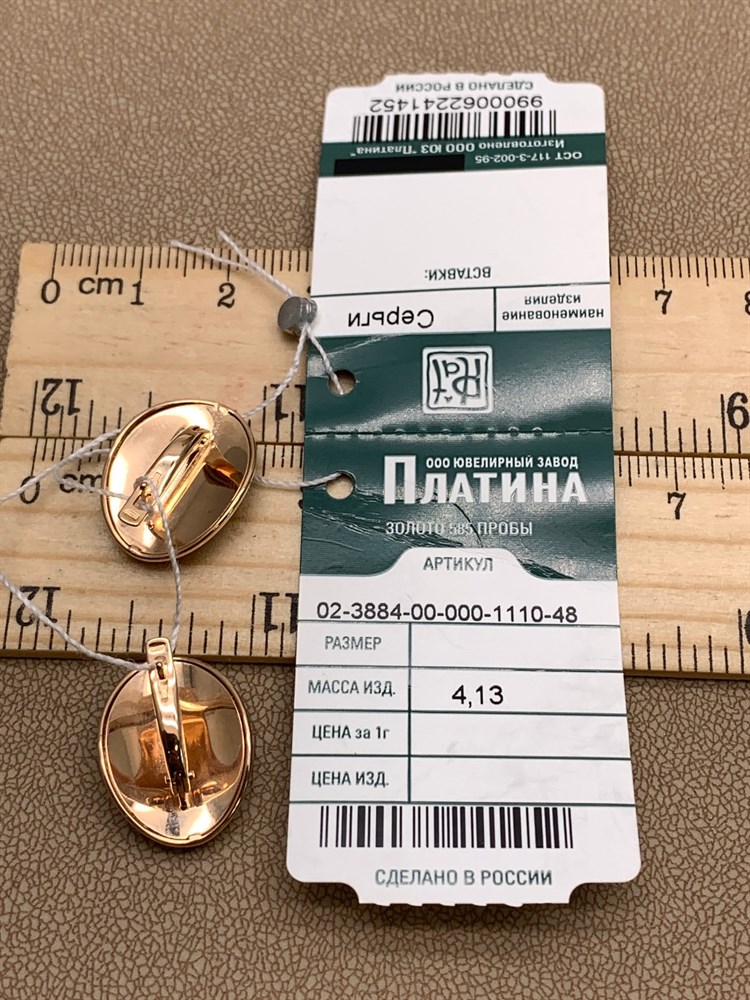 СДЕЛАНО В РОССИИ
9900062241452
Изготовлено ООО ЮЗ "Платина"
ОСТ 117-3-002-95
ВСТАВКИ:
наименование изделия
Серьги
Plat
ООО ЮВЕЛИРНЫЙ ЗАВОД
ПЛАТИНА
ЗОЛОТО 585 ПРОБЫ
АРТИКУЛ
02-3884-00-000-1110-48
РАЗМЕР
МАССА ИЗД. 4,13
ЦЕНА за 1г
ЦЕНА ИЗД.
СДЕЛАНО В РОССИИ
0 cm 1 2 7 8
12 11 6
0 cm 7
12 11